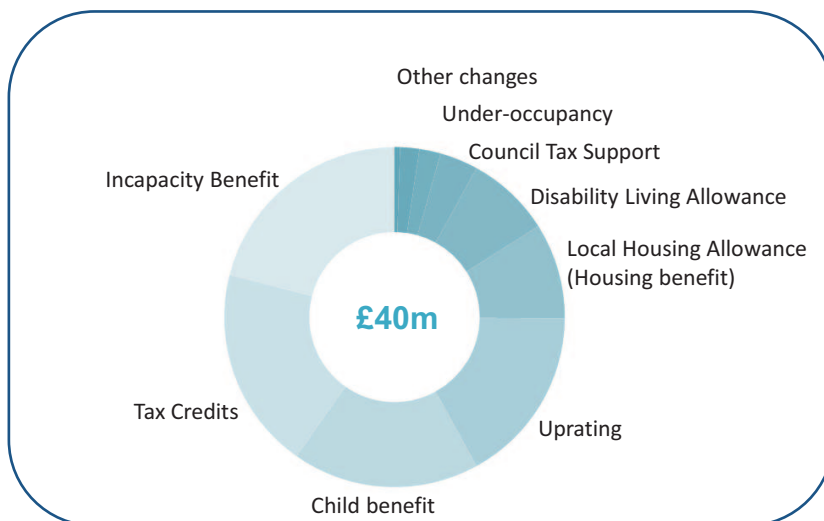 Other changes
Under-occupancy
Council Tax Support
Disability Living Allowance
Local Housing Allowance
(Housing benefit)
Uprating
Child benefit
Tax Credits
Incapacity Benefit
£40m